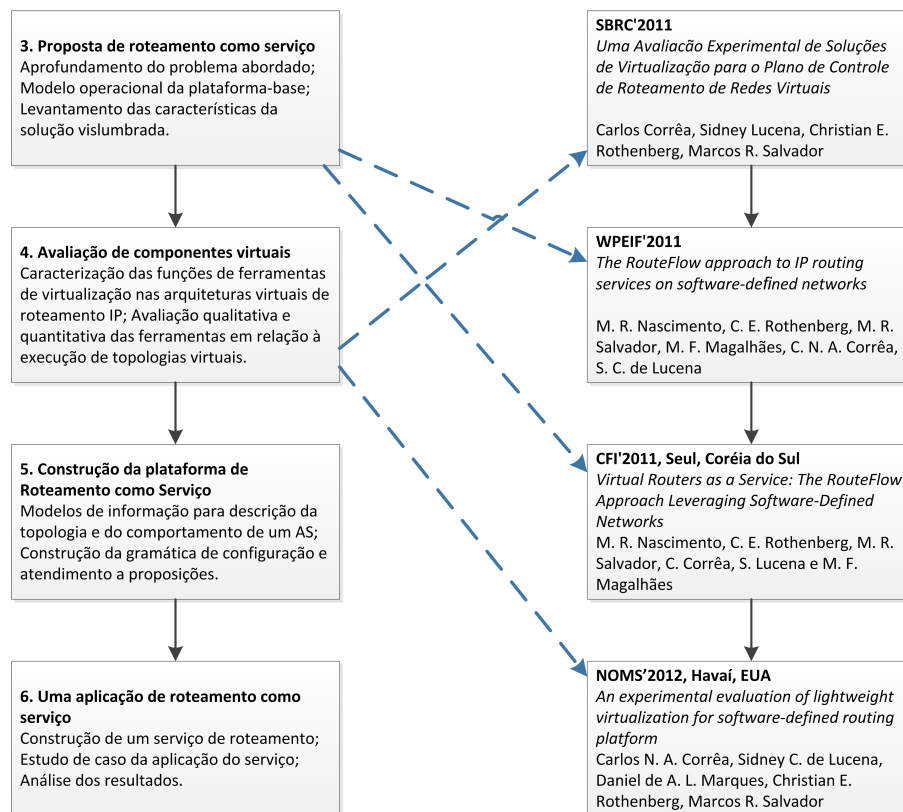 3. Proposta de roteamento como serviço
Aprofundamento do problema abordado;
Modelo operacional da plataforma-base;
Levantamento das características da
solução vislumbrada.
4. Avaliação de componentes virtuais
Caracterização das funções de ferramentas
de virtualização nas arquiteturas virtuais de
roteamento IP; Avaliação qualitativa e
quantitativa das ferramentas em relação à
execução de topologias virtuais.
5. Construção da plataforma de
Roteamento como Serviço
Modelos de informação para descrição da
topologia e do comportamento de um AS;
Construção da gramática de configuração e
atendimento a proposições.
6. Uma aplicação de roteamento como
serviço
Construção de um serviço de roteamento;
Estudo de caso da aplicação do serviço;
Análise dos resultados.
SBRC'2011
Uma Avaliacão Experimental de Soluções
de Virtualização para o Plano de Controle
de Roteamento de Redes Virtuais
Carlos Corrêa, Sidney Lucena, Christian E.
Rothenberg, Marcos R. Salvador
WPEIF'2011
The RouteFlow approach to IP routing
services on software-defined networks
M. R. Nascimento, C. E. Rothenberg, M. R.
Salvador, M. F. Magalhães, C. N. A. Corrêa,
S. C. de Lucena
CFI'2011, Seul, Coréia do Sul
Virtual Routers as a Service: The RouteFlow
Approach Leveraging Software-Defined
Networks
M. R. Nascimento, C. E. Rothenberg, M. R.
Salvador, C. Corrêa, S. Lucena e M. F.
Magalhães
NOMS’2012, Havaí, EUA
An experimental evaluation of lightweight
virtualization for software-defined routing
platform
Carlos N. A. Corrêa, Sidney C. de Lucena,
Daniel de A. L. Marques, Christian E.
Rothenberg, Marcos R. Salvador